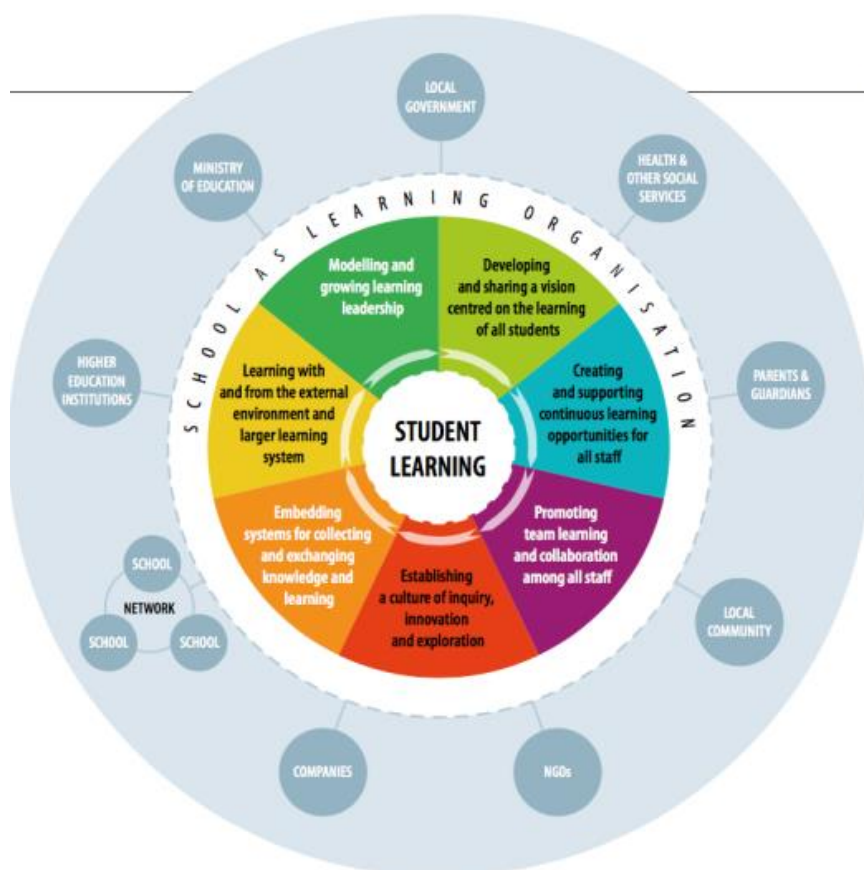 LOCAL
GOVERNMENT
MINISTRY
OF EDUCATION
HEALTH &
OTHER SOCIAL
SERVICES
SCHOOL AS LEARNING ORGANISATION
Modelling and
growing learning
leadership
Developing
and sharing a vision
centred on the learning
of all students
HIGHER
EDUCATION
INSTITUTIONS
Learning with
and from the external
environment and
larger learning
system
Creating
and supporting
continuous learning
opportunities for
all staff
PARENTS &
GUARDIANS
STUDENT
LEARNING
Embedding
systems for collecting
and exchanging
knowledge and
learning
Promoting
team learning
and collaboration
among all staff
Establishing
a culture of inquiry,
innovation
and exploration
SCHOOL
NETWORK
SCHOOL
SCHOOL
LOCAL
COMMUNITY
COMPANIES
NGOs